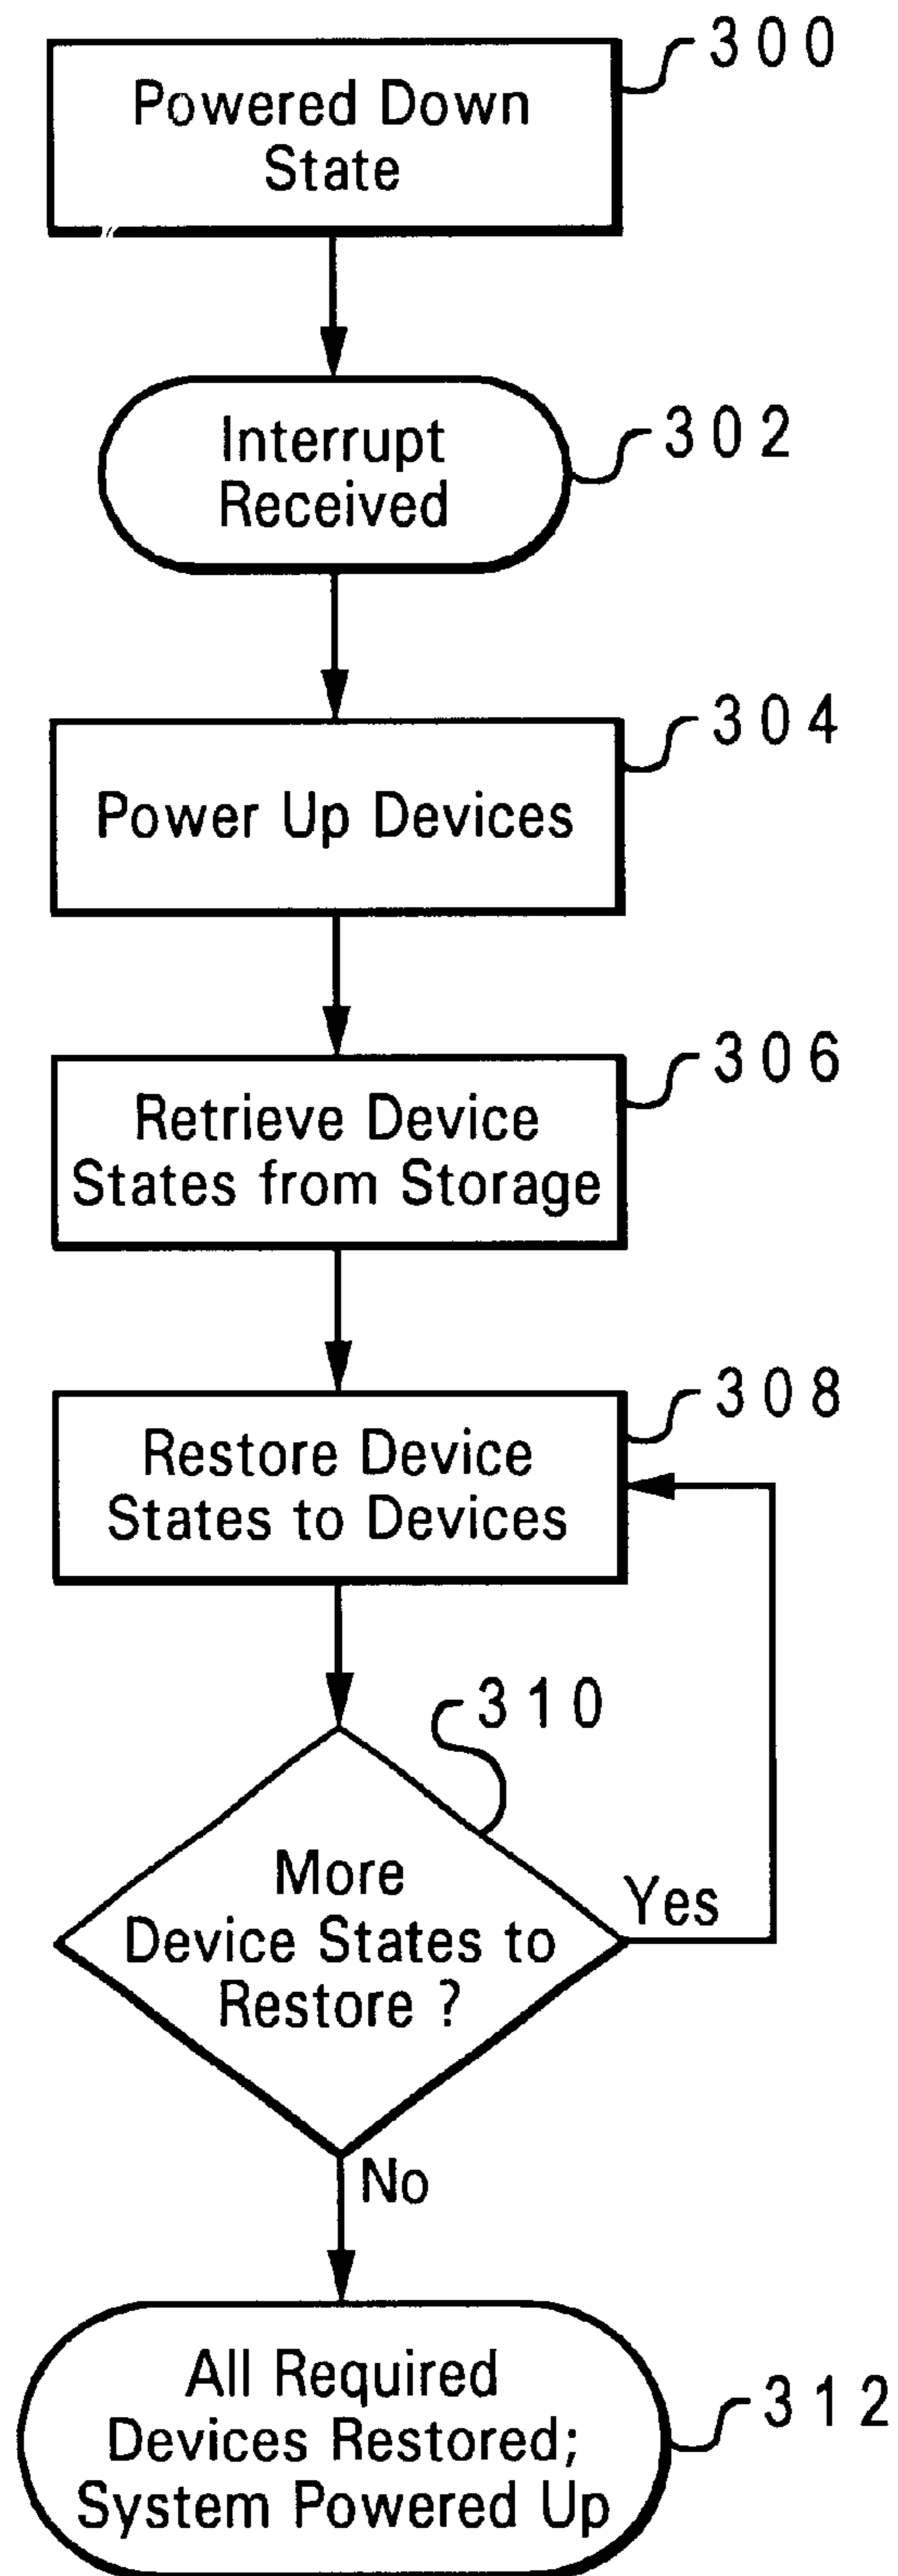 300
Powered Down
State
302
Interrupt
Received
304
Power Up Devices
306
Retrieve Device
States from Storage
308
Restore Device
States to Devices
310
More
Device States to
Restore ?
Yes
No
312
All Required
Devices Restored;
System Powered Up